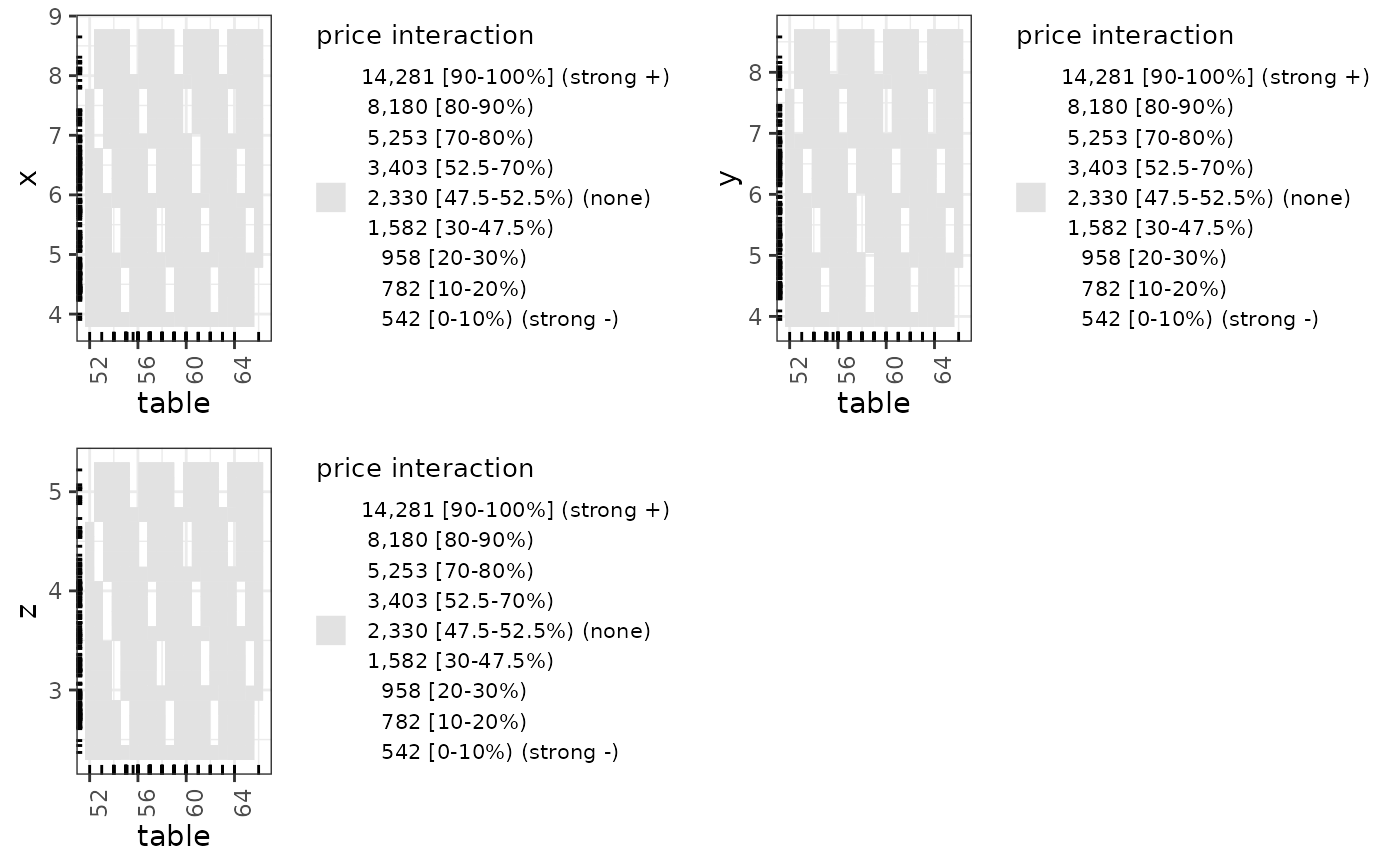 9
8
7
6
5
4
x
52
56
60
64
table
price interaction
14,281 [90-100%] (strong +)
8,180 [80-90%)
5,253 [70-80%)
3,403 [52.5-70%)
2,330 [47.5-52.5%) (none)
1,582 [30-47.5%)
958 [20-30%)
782 [10-20%)
542 [0-10%) (strong -)
8
7
6
5
4
y
52
56
60
64
table
price interaction
14,281 [90-100%] (strong +)
8,180 [80-90%)
5,253 [70-80%)
3,403 [52.5-70%)
2,330 [47.5-52.5%) (none)
1,582 [30-47.5%)
958 [20-30%)
782 [10-20%)
542 [0-10%) (strong -)
5
4
3
z
52
56
60
64
table
price interaction
14,281 [90-100%] (strong +)
8,180 [80-90%)
5,253 [70-80%)
3,403 [52.5-70%)
2,330 [47.5-52.5%) (none)
1,582 [30-47.5%)
958 [20-30%)
782 [10-20%)
542 [0-10%) (strong -)